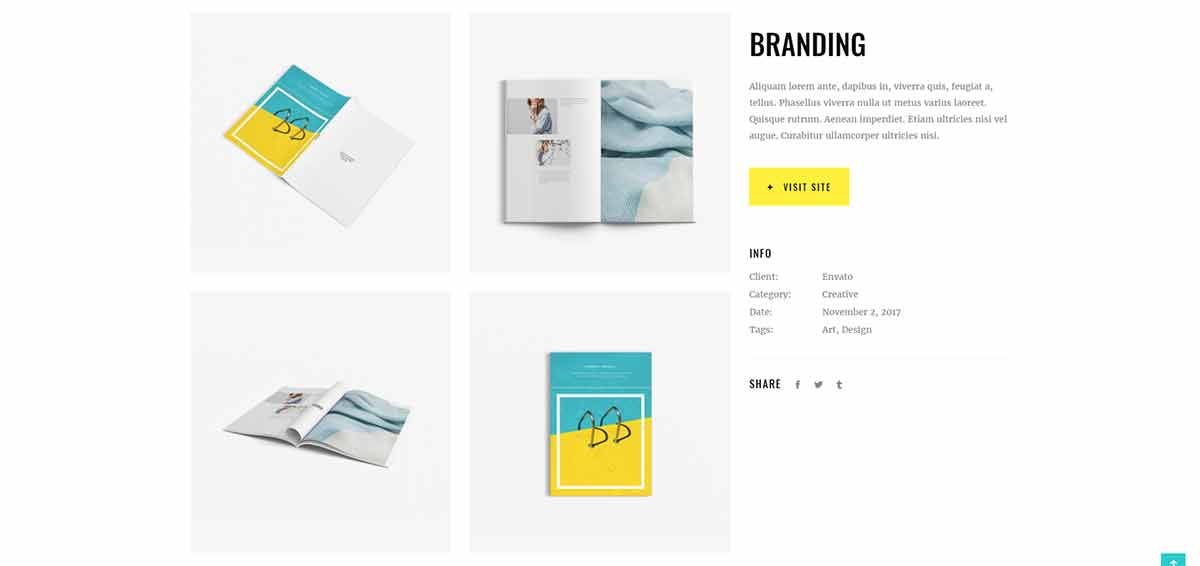 BRANDING
Aliquam lorem ante, dapibus in, viverra quis, feugiat a,
tellus. Phasellus viverra nulla ut metus varius laoreet.
Quisque rutrum. Aenean imperdiet. Etiam ultricies nisi vel
augue. Curabitur ullamcorper ultricies nisi.
+ VISIT SITE
INFO
Client: Envato
Category: Creative
Date: November 2, 2017
Tags: Art, Design
SHARE